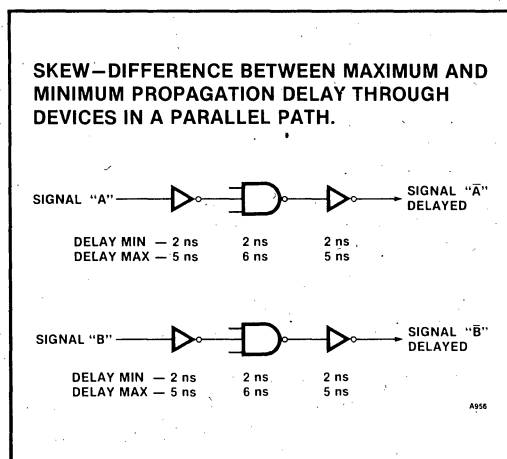 SKEW—DIFFERENCE BETWEEN MAXIMUM AND
MINIMUM PROPAGATION DELAY THROUGH
DEVICES IN A PARALLEL PATH.
SIGNAL "A"
SIGNAL "A̅"
DELAYED
DELAY MIN — 2 ns 2 ns 2 ns
DELAY MAX — 5 ns 6 ns 5 ns
SIGNAL "B"
SIGNAL "B̅"
DELAYED
DELAY MIN — 2 ns 2 ns 2 ns
DELAY MAX — 5 ns 6 ns 5 ns
A956